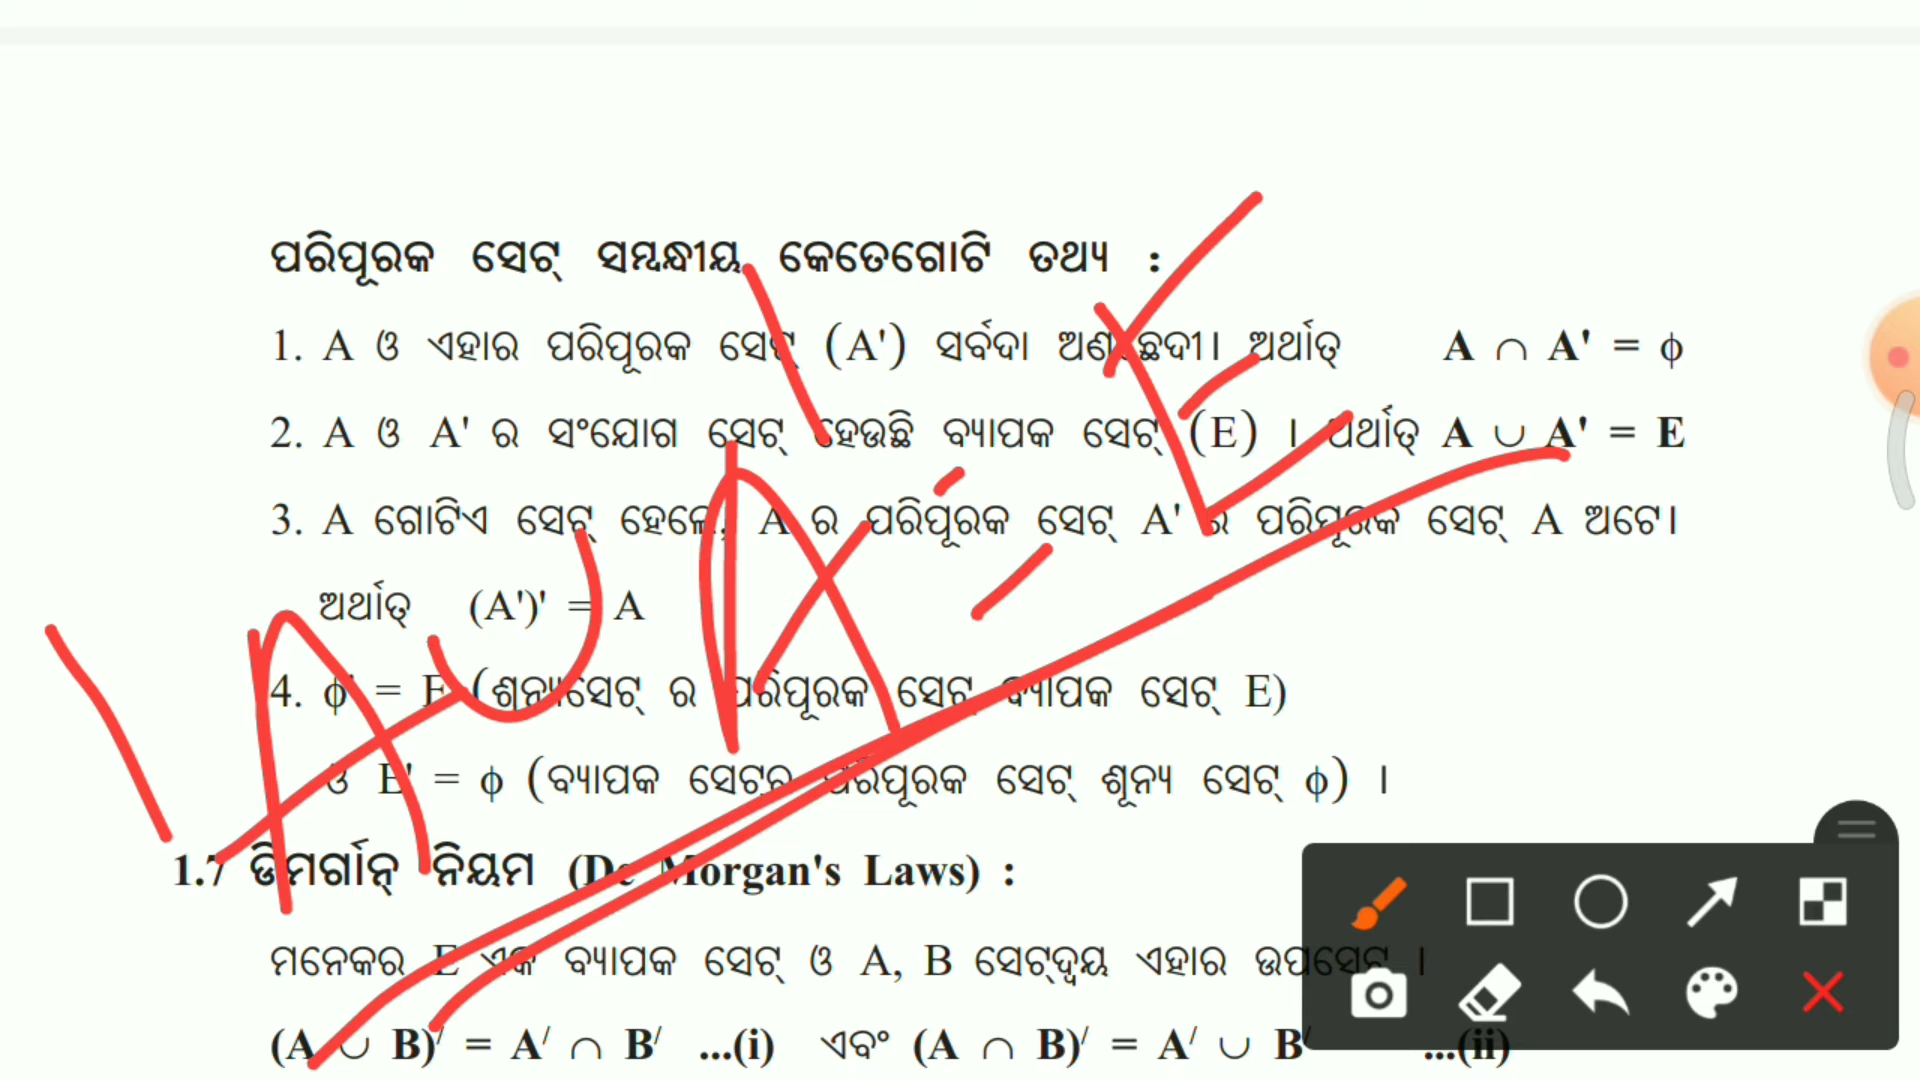 ପରିପୂରକ ସେଟ୍ ସମ୍ବନ୍ଧୀୟ କେତେଗୋଟି ତଥ୍ୟ :
1. A ଓ ଏହାର ପରିପୂରକ ସେଟ୍ (A') ସର୍ବଦା ଅଣଛେଦୀ। ଅର୍ଥାତ୍ A ∩ A' = ϕ
2. A ଓ A' ର ସଂଯୋଗ ସେଟ୍ ହେଉଛି ବ୍ୟାପକ ସେଟ୍ (E) । ଅର୍ଥାତ୍ A ∪ A' = E
3. A ଗୋଟିଏ ସେଟ୍ ହେଲେ, A ର ପରିପୂରକ ସେଟ୍ A' ର ପରିପୂରକ ସେଟ୍ A ଅଟେ।
ଅର୍ଥାତ୍ (A')' = A
4. ϕ' = E (ଶୂନ୍ୟସେଟ୍ ର ପରିପୂରକ ସେଟ୍ ବ୍ୟାପକ ସେଟ୍ E)
ଓ E' = ϕ (ବ୍ୟାପକ ସେଟ୍‌ର ପରିପୂରକ ସେଟ୍ ଶୂନ୍ୟ ସେଟ୍ ϕ) ।
1.7 ଡିମର୍ଗାନ୍ ନିୟମ (De Morgan's Laws) :
ମନେକର E ଏକ ବ୍ୟାପକ ସେଟ୍ ଓ A, B ସେଟ୍‌ଦ୍ୱୟ ଏହାର ଉପସେଟ୍ ।
(A ∪ B)′ = A′ ∩ B′ ...(i) ଏବଂ (A ∩ B)′ = A′ ∪ B′ ...(ii)
A ∪ A' = E